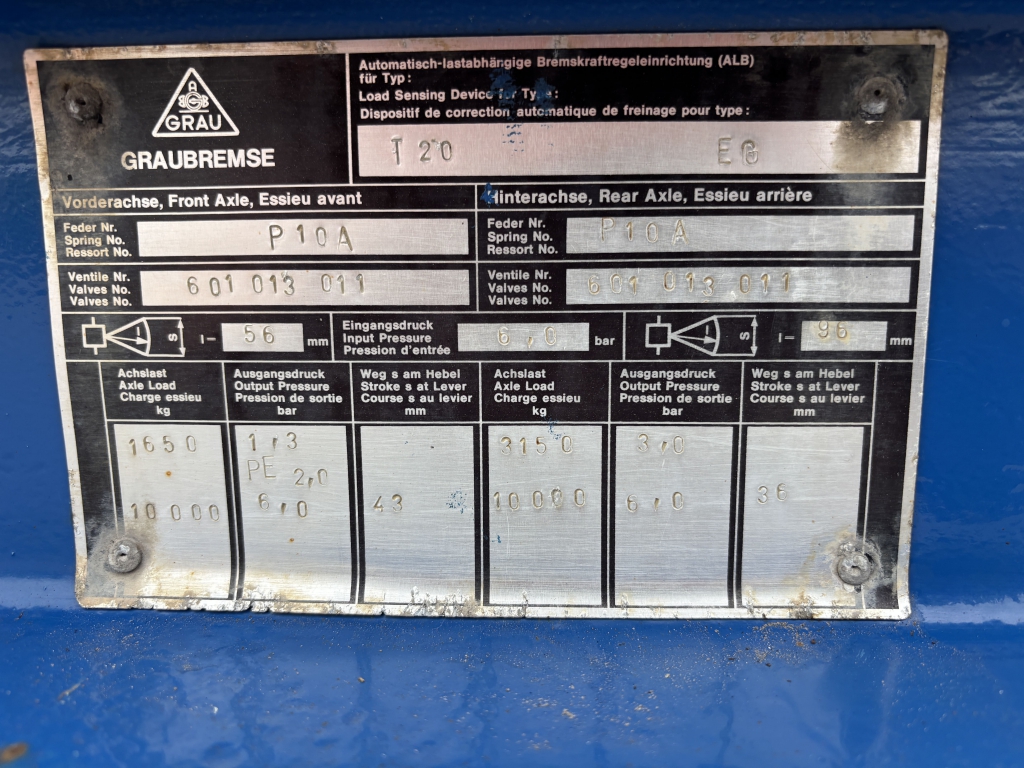 GRAU
GRAUBREMSE
Automatisch-lastabhängige Bremskraftregeleinrichtung (ALB)
für Typ:
Load Sensing Device for Type:
Dispositif de correction automatique de freinage pour type:
T 20 EG
Vorderachse, Front Axle, Essieu avant
Hinterachse, Rear Axle, Essieu arrière
Feder Nr.
Spring No.
Ressort No.
P10A
Feder Nr.
Spring No.
Ressort No.
P10A
Ventile Nr.
Valves No.
Valves No.
601 013 011
Ventile Nr.
Valves No.
Valves No.
601 013 011
l
s
l= 56 mm
Eingangsdruck
Input Pressure
Pression d'entrée
6,0 bar
l
s
l= 96 mm
Achslast
Axle Load
Charge essieu
kg
Ausgangsdruck
Output Pressure
Pression de sortie
bar
Weg s am Hebel
Stroke s at Lever
Course s au levier
mm
Achslast
Axle Load
Charge essieu
kg
Ausgangsdruck
Output Pressure
Pression de sortie
bar
Weg s am Hebel
Stroke s at Lever
Course s au levier
mm
1650 1,3 3150 3,0
PE 2,0
10 000 6,0 43 10 000 6,0 36